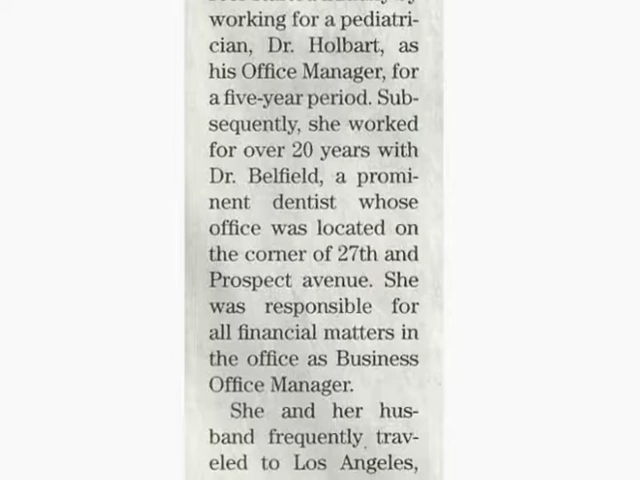 working for a pediatri-
cian, Dr. Holbart, as
his Office Manager, for
a five-year period. Sub-
sequently, she worked
for over 20 years with
Dr. Belfield, a promi-
nent dentist whose
office was located on
the corner of 27th and
Prospect avenue. She
was responsible for
all financial matters in
the office as Business
Office Manager.
She and her hus-
band frequently trav-
eled to Los Angeles,